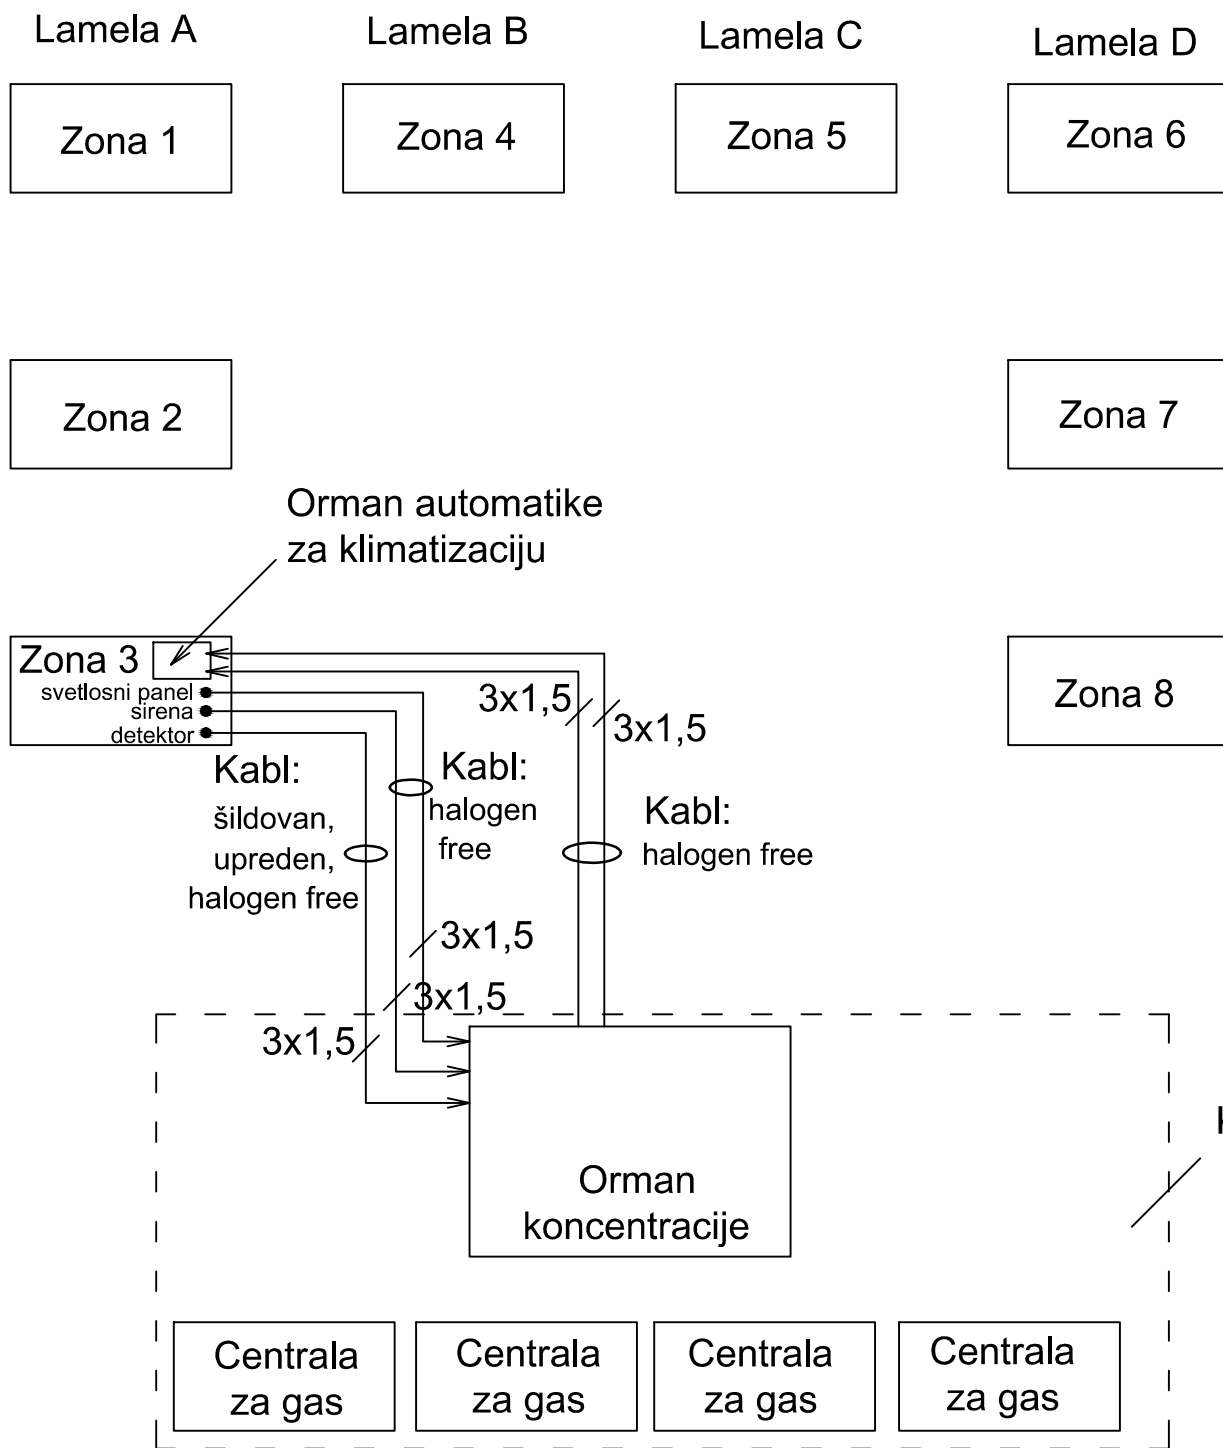 Lamela A
Lamela B
Lamela C
Lamela D
Zona 1
Zona 4
Zona 5
Zona 6
Zona 2
Zona 7
Orman automatike
za klimatizaciju
Zona 3
svetlosni panel
sirena
detektor
3x1,5
3x1,5
Zona 8
Kabl:
šildovan,
upreden,
halogen free
Kabl:
halogen
free
Kabl:
halogen free
3x1,5
3x1,5
3x1,5
Orman
koncentracije
Centrala
za gas
Centrala
za gas
Centrala
za gas
Centrala
za gas